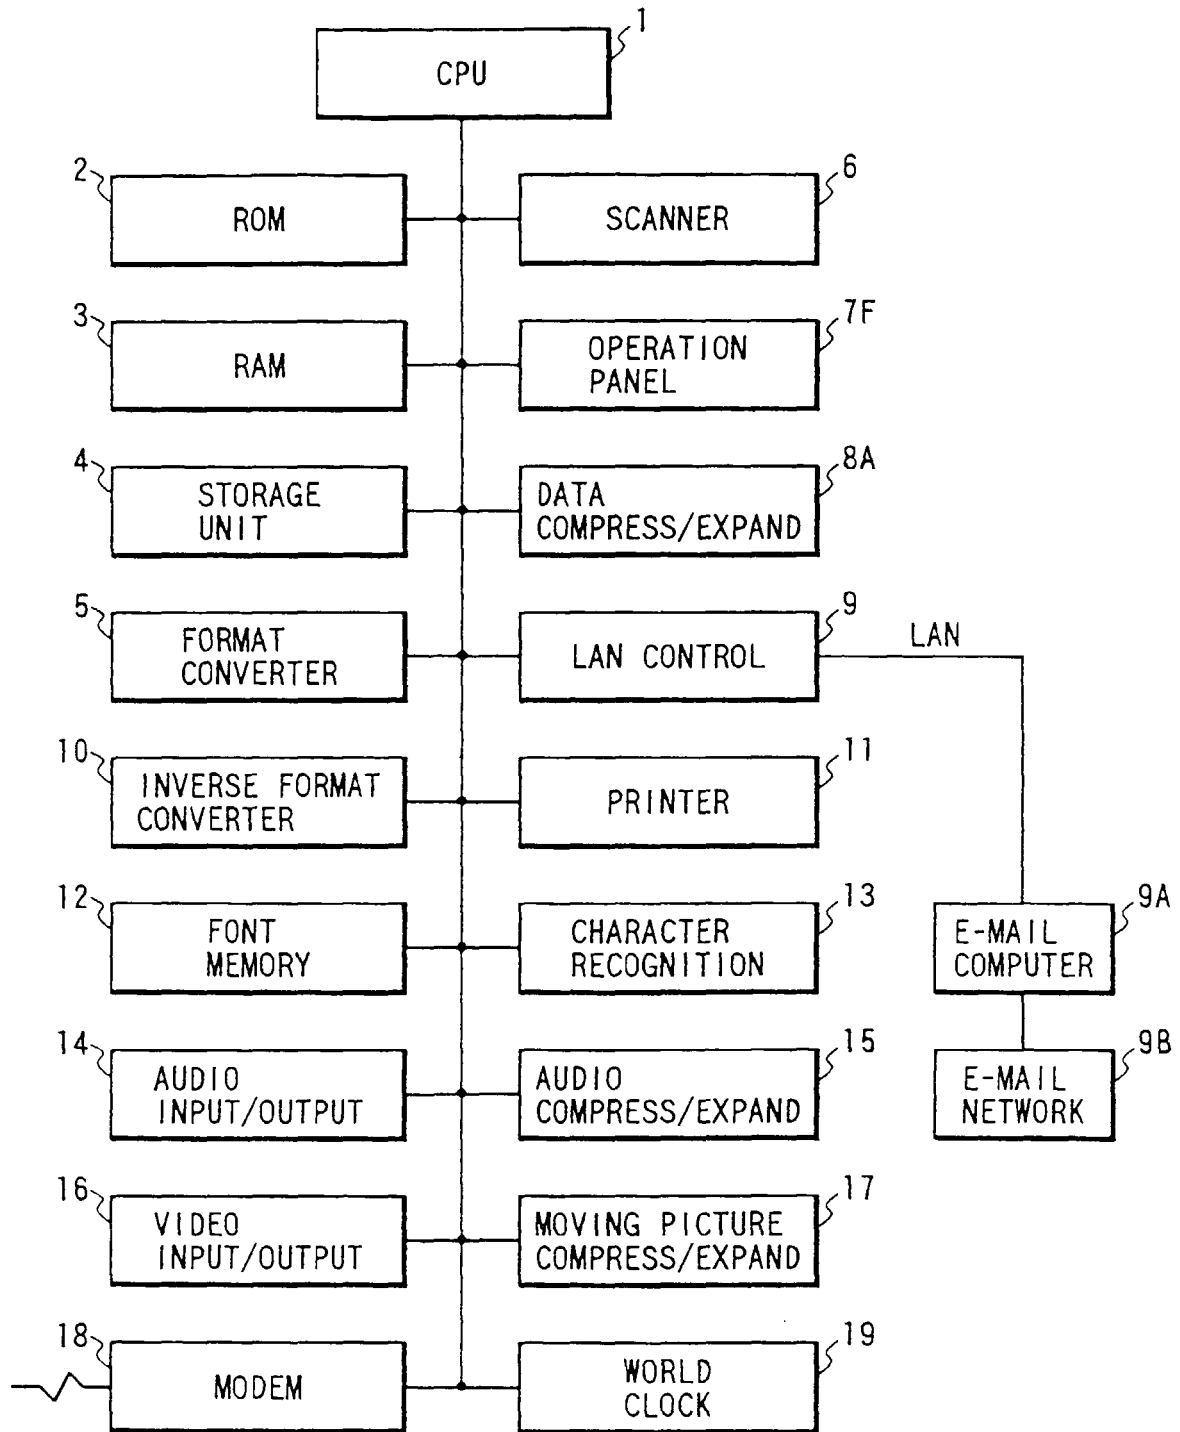 1
CPU
2
ROM
6
SCANNER
3
RAM
7F
OPERATION
PANEL
4
STORAGE
UNIT
8A
DATA
COMPRESS/EXPAND
5
FORMAT
CONVERTER
9
LAN CONTROL
LAN
10
INVERSE FORMAT
CONVERTER
11
PRINTER
12
FONT
MEMORY
13
CHARACTER
RECOGNITION
9A
E-MAIL
COMPUTER
14
AUDIO
INPUT/OUTPUT
15
AUDIO
COMPRESS/EXPAND
9B
E-MAIL
NETWORK
16
VIDEO
INPUT/OUTPUT
17
MOVING PICTURE
COMPRESS/EXPAND
18
MODEM
19
WORLD
CLOCK